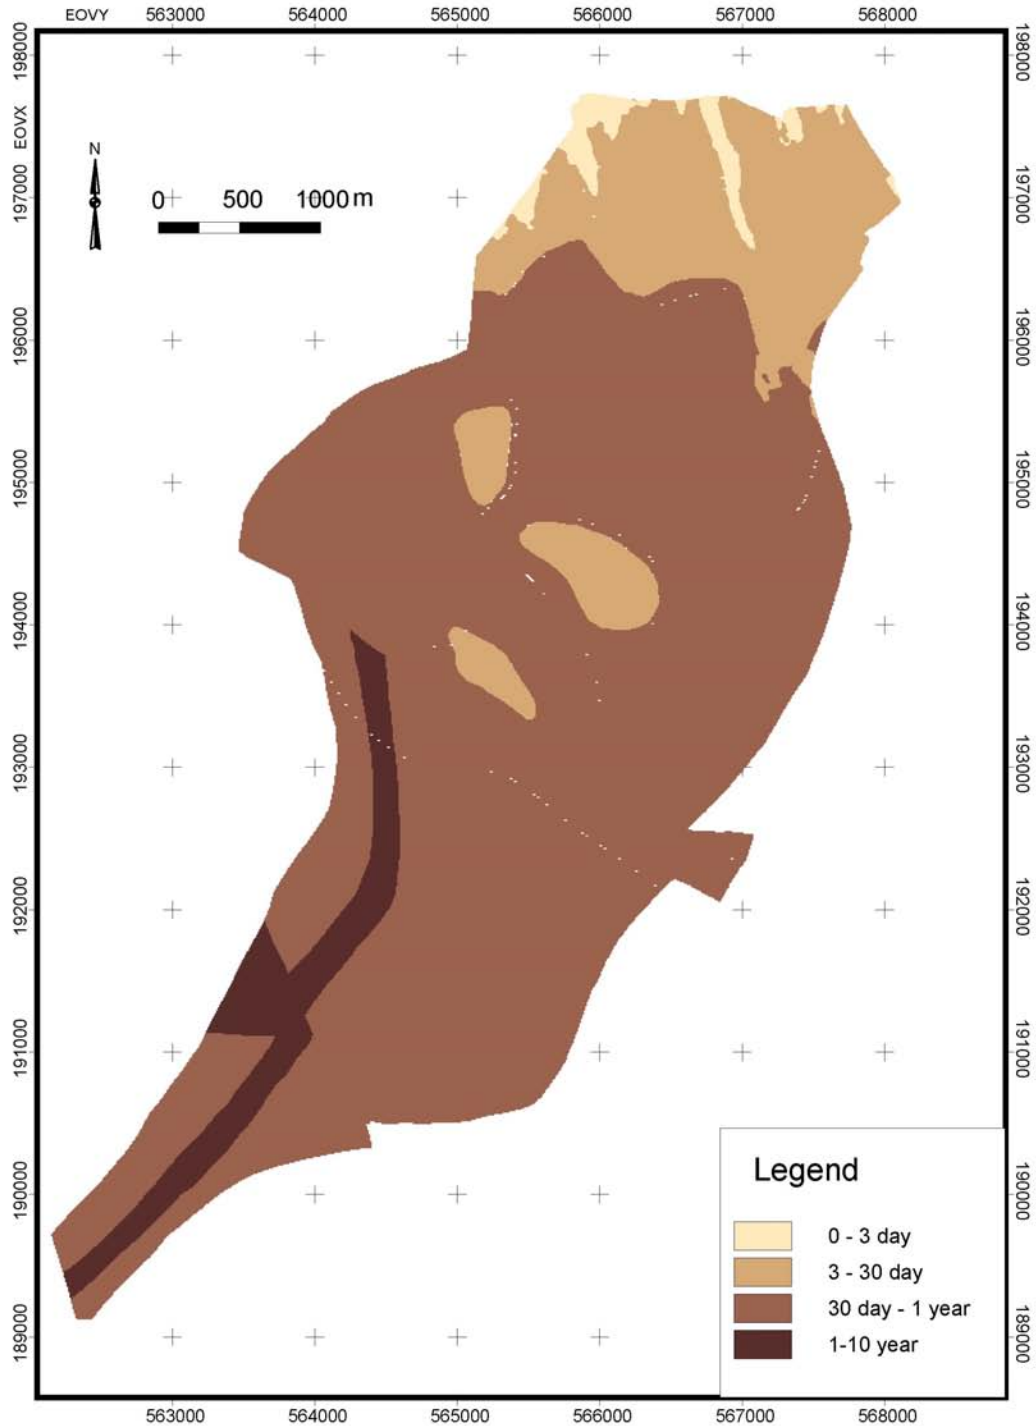 EOVY 563000 564000 565000 566000 567000 568000
198000 198000
EOVX
N
197000 197000
0 500 1000 m
196000 196000
195000 195000
194000 194000
193000 193000
192000 192000
191000 191000
190000 190000
Legend
0 - 3 day
3 - 30 day
30 day - 1 year
189000 189000
1-10 year
563000 564000 565000 566000 567000 568000